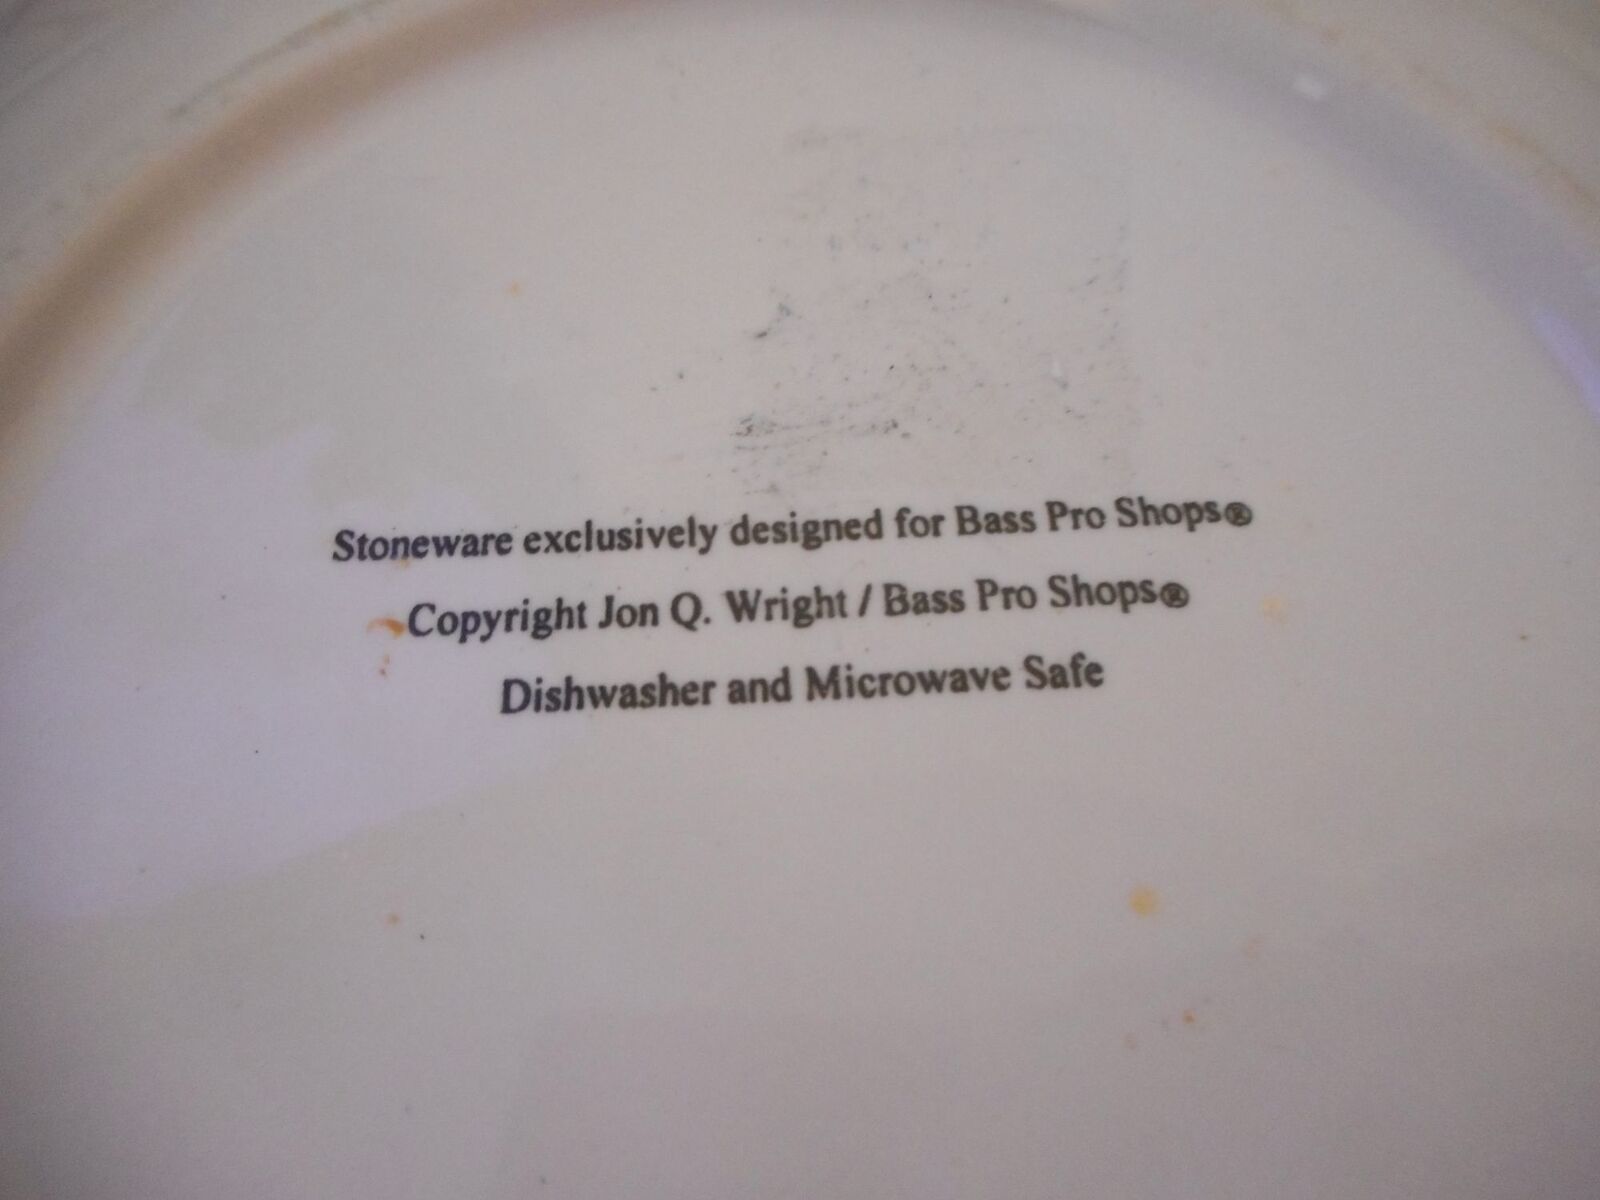 Stoneware exclusively designed for Bass Pro Shops®
Copyright Jon Q. Wright / Bass Pro Shops®
Dishwasher and Microwave Safe